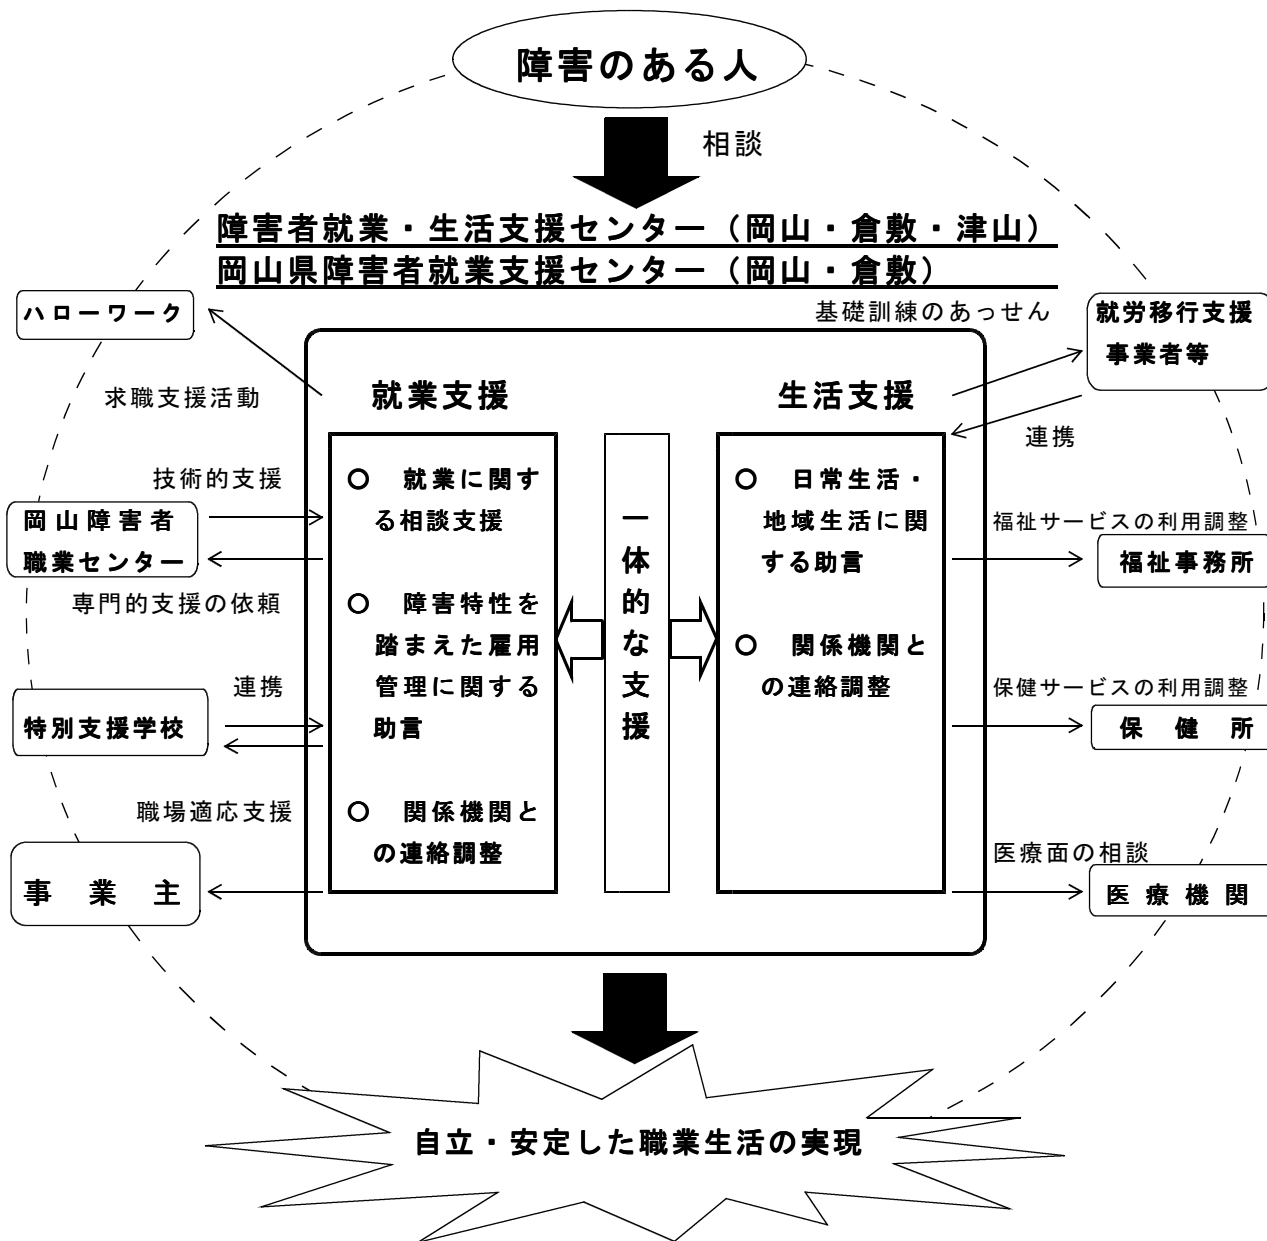 障害のある人
相談
障害者就業・生活支援センター（岡山・倉敷・津山）
岡山県障害者就業支援センター（岡山・倉敷）
ハローワーク
求職支援活動
技術的支援
岡山障害者
職業センター
専門的支援の依頼
連携
特別支援学校
職場適応支援
事業主
就業支援
○ 就業に関す
る相談支援
○ 障害特性を
踏まえた雇用
管理に関する
助言
○ 関係機関と
の連絡調整
一体的な支援
生活支援
○ 日常生活・
地域生活に関
する助言
○ 関係機関と
の連絡調整
基礎訓練のあっせん
就労移行支援
事業者等
連携
福祉サービスの利用調整
福祉事務所
保健サービスの利用調整
保健所
医療面の相談
医療機関
自立・安定した職業生活の実現